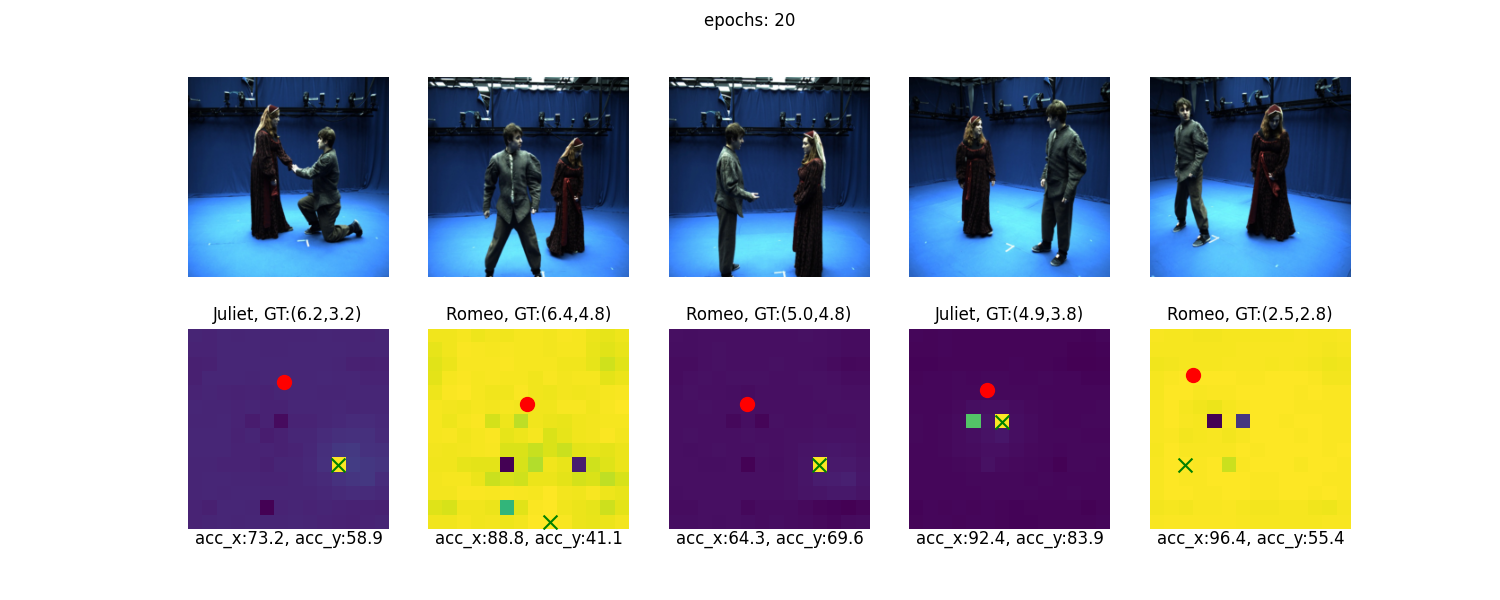 epochs: 20
Juliet, GT:(6.2,3.2)
Romeo, GT:(6.4,4.8)
Romeo, GT:(5.0,4.8)
Juliet, GT:(4.9,3.8)
Romeo, GT:(2.5,2.8)
acc_x:73.2, acc_y:58.9
acc_x:88.8, acc_y:41.1
acc_x:64.3, acc_y:69.6
acc_x:92.4, acc_y:83.9
acc_x:96.4, acc_y:55.4